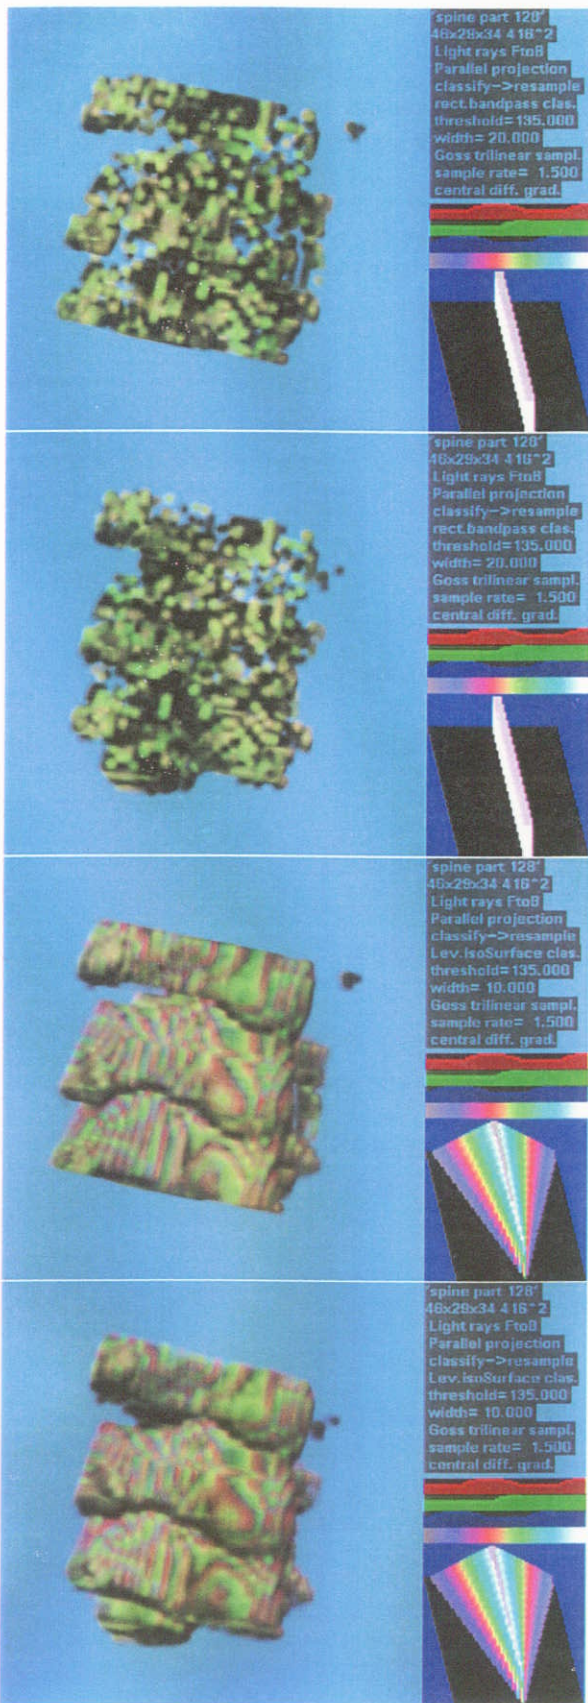 spine part 128'
46x29x34 416^2
Light rays FtoB
Parallel projection
classify->resample
rect.bandpass clas.
threshold=135.000
width= 20.000
Goss trilinear sampl.
sample rate= 1.500
central diff. grad.
'spine part 128'
46x29x34 416^2
Light rays FtoB
Parallel projection
classify->resample
rect.bandpass clas.
threshold=135.000
width= 20.000
Goss trilinear sampl.
sample rate= 1.500
central diff. grad.
'spine part 128'
46x29x34 416^2
Light rays FtoB
Parallel projection
classify->resample
Lev.isoSurface clas.
threshold=135.000
width= 10.000
Goss trilinear sampl.
sample rate= 1.500
central diff. grad.
'spine part 128'
46x29x34 416^2
Light rays FtoB
Parallel projection
classify->resample
Lev.isoSurface clas.
threshold=135.000
width= 10.000
Goss trilinear sampl.
sample rate= 1.500
central diff. grad.